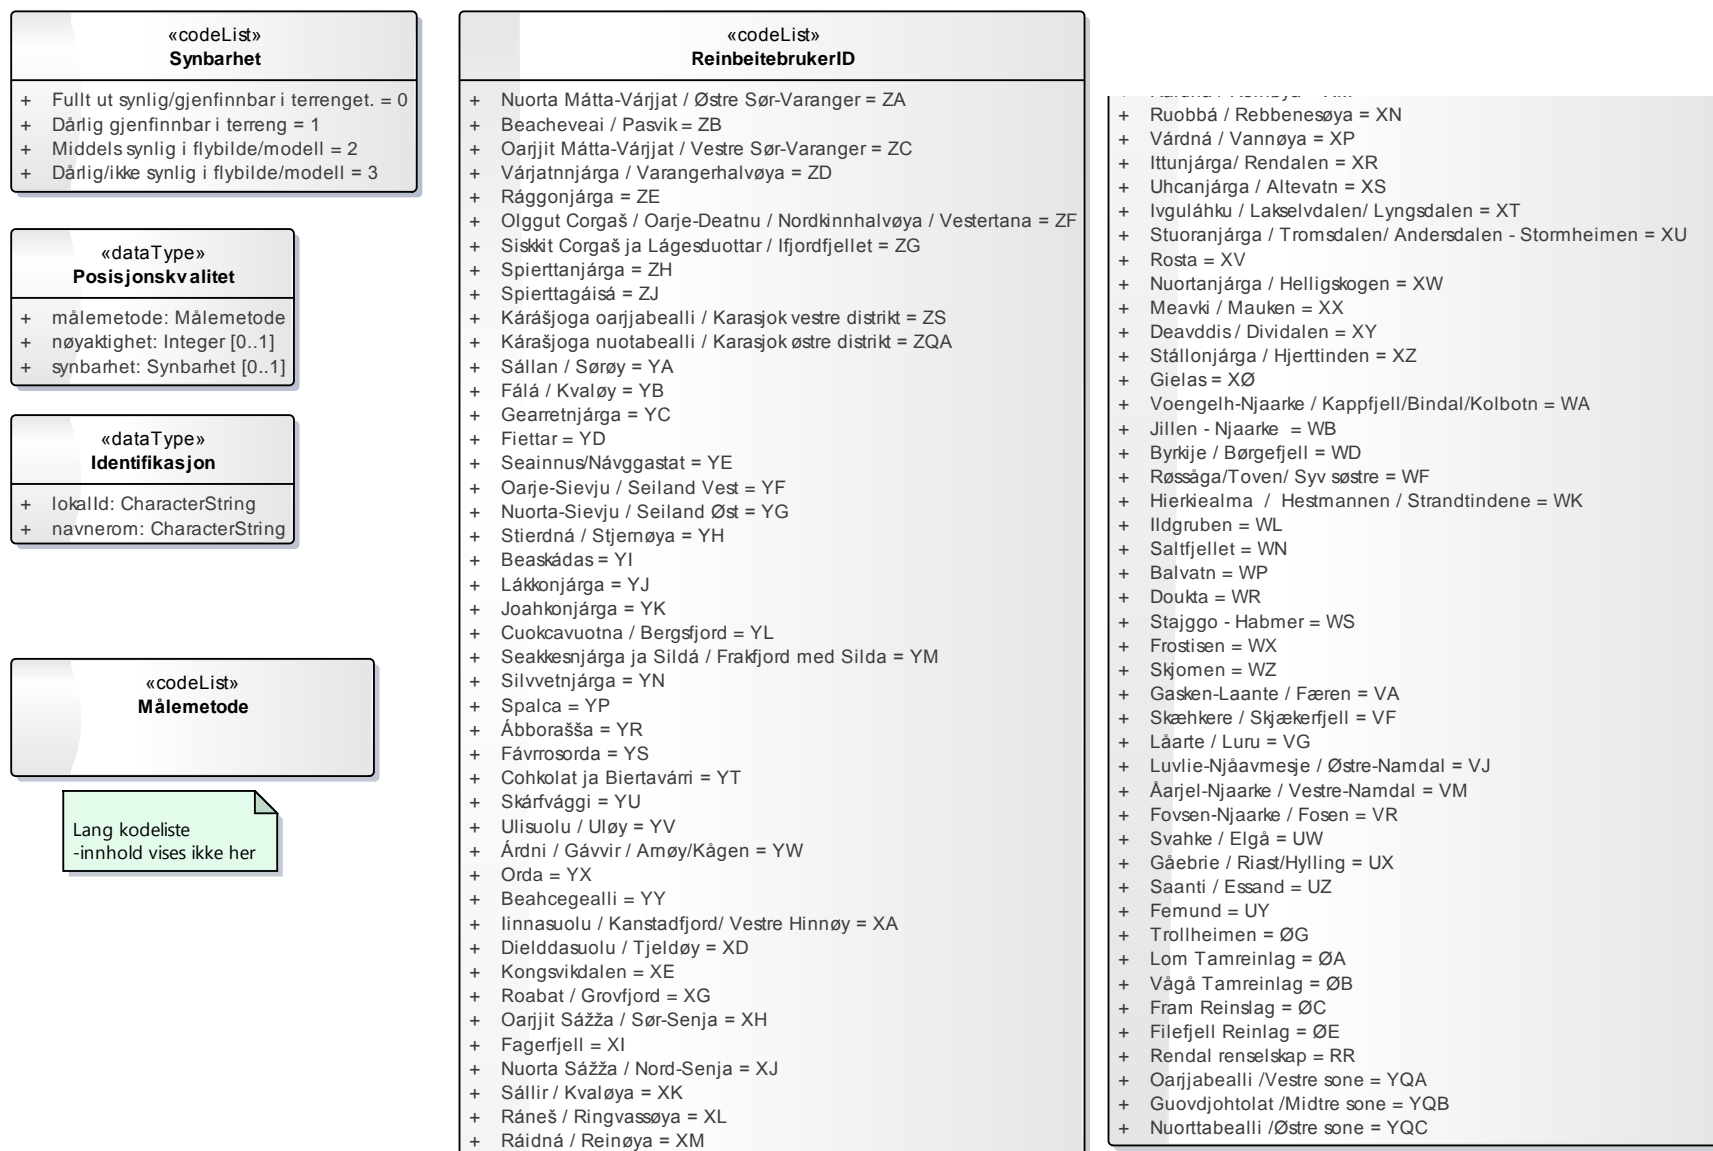 «codeList»
Synbarhet
+ Fullt ut synlig/gjenfinnbar i terrenget. = 0
+ Dårlig gjenfinnbar i terreng = 1
+ Middels synlig i flybilde/modell = 2
+ Dårlig/ikke synlig i flybilde/modell = 3
«dataType»
Posisjonskvalitet
+ målemetode: Målemetode
+ nøyaktighet: Integer [0..1]
+ synbarhet: Synbarhet [0..1]
«dataType»
Identifikasjon
+ lokalId: CharacterString
+ navnerom: CharacterString
«codeList»
Målemetode
Lang kodeliste
-innhold vises ikke her
«codeList»
ReinbeitebrukerID
+ Nuorta Mátta-Várjjat / Østre Sør-Varanger = ZA
+ Beacheveai / Pasvik = ZB
+ Oarjjit Mátta-Várjjat / Vestre Sør-Varanger = ZC
+ Várjatnnjárga / Varangerhalvøya = ZD
+ Rággonjárga = ZE
+ Olggut Corgaš / Oarje-Deatnu / Nordkinnhalvøya / Vestertana = ZF
+ Siskkit Corgaš ja Lágesduottar / Ifjordfjellet = ZG
+ Spierttanjárga = ZH
+ Spierttagáisá = ZJ
+ Kárášjoga oarjjabealli / Karasjok vestre distrikt = ZS
+ Kárašjoga nuotabealli / Karasjok østre distrikt = ZQA
+ Sállan / Sørøy = YA
+ Fálá / Kvaløy = YB
+ Gearretnjárga = YC
+ Fiettar = YD
+ Seainnus/Návggastat = YE
+ Oarje-Sievju / Seiland Vest = YF
+ Nuorta-Sievju / Seiland Øst = YG
+ Stierdná / Stjernøya = YH
+ Beaskádas = YI
+ Lákkonjárga = YJ
+ Joahkonjárga = YK
+ Cuokcavuotna / Bergsfjord = YL
+ Seakkesnjárga ja Sildá / Frakfjord med Silda = YM
+ Silvvetnjárga = YN
+ Spalca = YP
+ Ábborašša = YR
+ Fávrrosorda = YS
+ Cohkolat ja Biertavárri = YT
+ Skárfvággi = YU
+ Ulisuolu / Uløy = YV
+ Árdni / Gávvir / Arnøy/Kågen = YW
+ Orda = YX
+ Beahcegealli = YY
+ Iinnasuolu / Kanstadfjord/ Vestre Hinnøy = XA
+ Dielddasuolu / Tjeldøy = XD
+ Kongsvikdalen = XE
+ Roabat / Grovfjord = XG
+ Oarjjit Sážža / Sør-Senja = XH
+ Fagerfjell = XI
+ Nuorta Sážža / Nord-Senja = XJ
+ Sállir / Kvaløya = XK
+ Ráneš / Ringvassøya = XL
+ Ráidná / Reinøya = XM
+ Ruobbá / Rebbenesøya = XN
+ Várdná / Vannøya = XP
+ Ittunjárga/ Rendalen = XR
+ Uhcanjárga / Altevatn = XS
+ Ivguláhku / Lakselvdalen/ Lyngsdalen = XT
+ Stuoranjárga / Tromsdalen/ Andersdalen - Stormheimen = XU
+ Rosta = XV
+ Nuortanjárga / Helligskogen = XW
+ Meavki / Mauken = XX
+ Deavddis / Dividalen = XY
+ Stállonjárga / Hjerttinden = XZ
+ Gielas = XØ
+ Voengelh-Njaarke / Kappfjell/Bindal/Kolbotn = WA
+ Jillen - Njaarke = WB
+ Byrkije / Børgefjell = WD
+ Røssåga/Toven/ Syv søstre = WF
+ Hierkiealma / Hestmannen / Strandtindene = WK
+ Ildgruben = WL
+ Saltfjellet = WN
+ Balvatn = WP
+ Doukta = WR
+ Stajggo - Habmer = WS
+ Frostisen = WX
+ Skjomen = WZ
+ Gasken-Laante / Færen = VA
+ Skæhkere / Skjækerfjell = VF
+ Låarte / Luru = VG
+ Luvlie-Njåavmesje / Østre-Namdal = VJ
+ Åarjel-Njaarke / Vestre-Namdal = VM
+ Fovsen-Njaarke / Fosen = VR
+ Svahke / Elgå = UW
+ Gåebrie / Riast/Hylling = UX
+ Saanti / Essand = UZ
+ Femund = UY
+ Trollheimen = ØG
+ Lom Tamreinlag = ØA
+ Vågå Tamreinlag = ØB
+ Fram Reinslag = ØC
+ Filefjell Reinlag = ØE
+ Rendal renselskap = RR
+ Oarjjabealli /Vestre sone = YQA
+ Guovdjohtolat /Midtre sone = YQB
+ Nuorttabealli /Østre sone = YQC